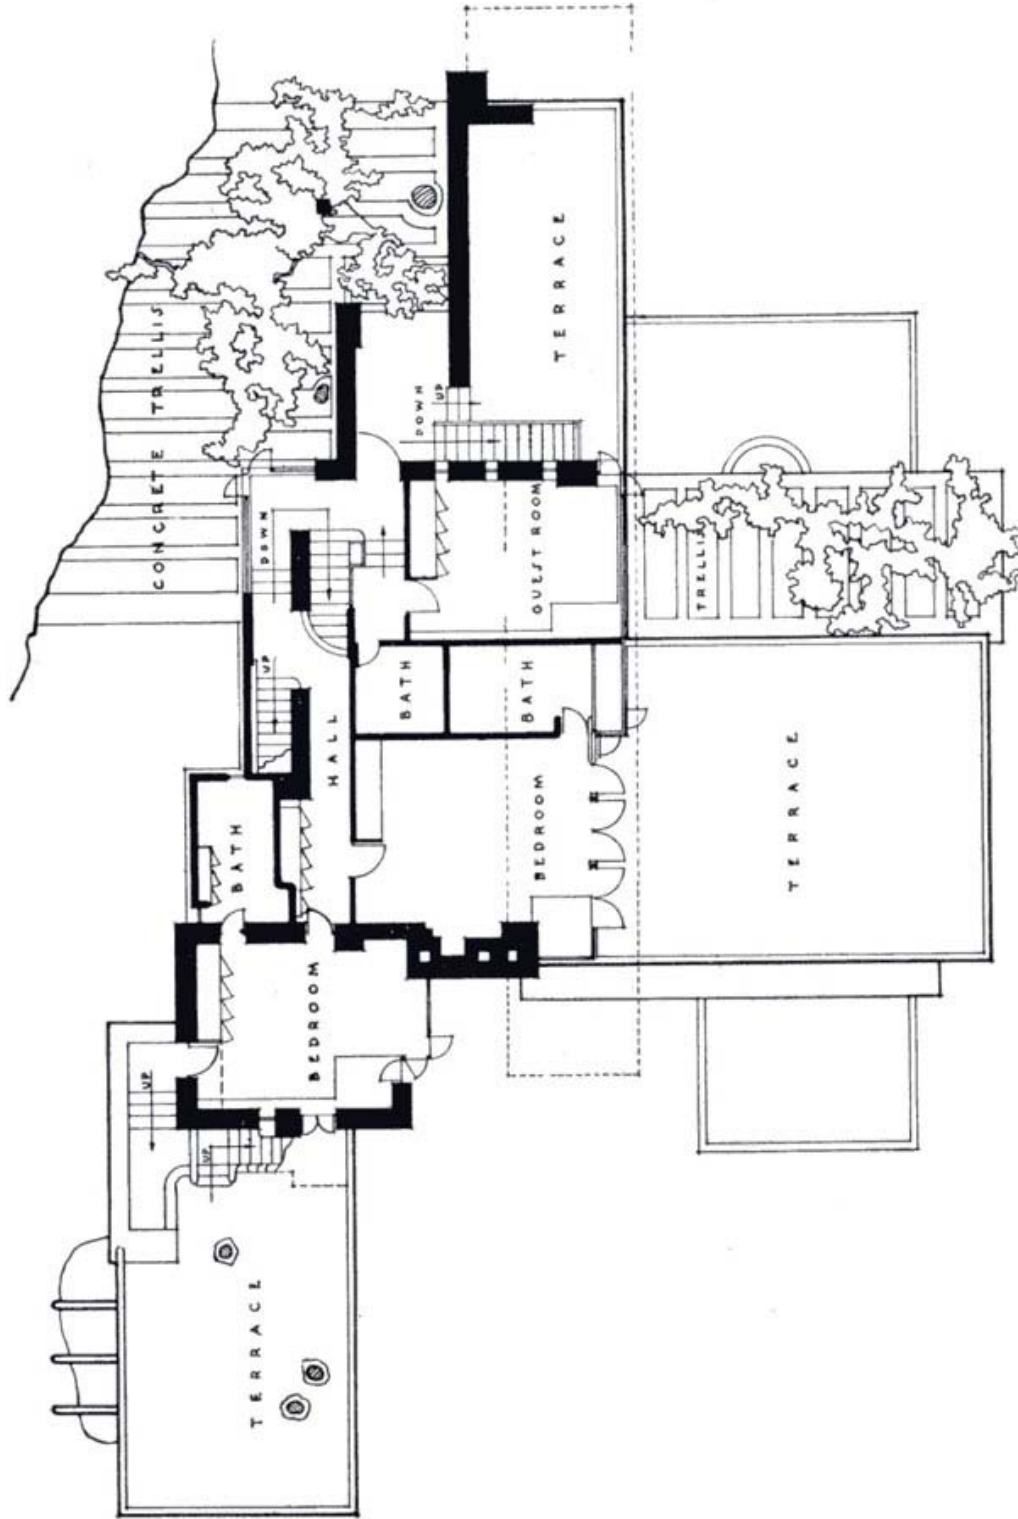 TERRACE
CONCRETE TRELLIS
DOWN
UP
DOWN
GUEST ROOM
TRELLIS
UP
BATH
BATH
HALL
BEDROOM
TERRACE
BATH
BEDROOM
UP
UP
TERRACE